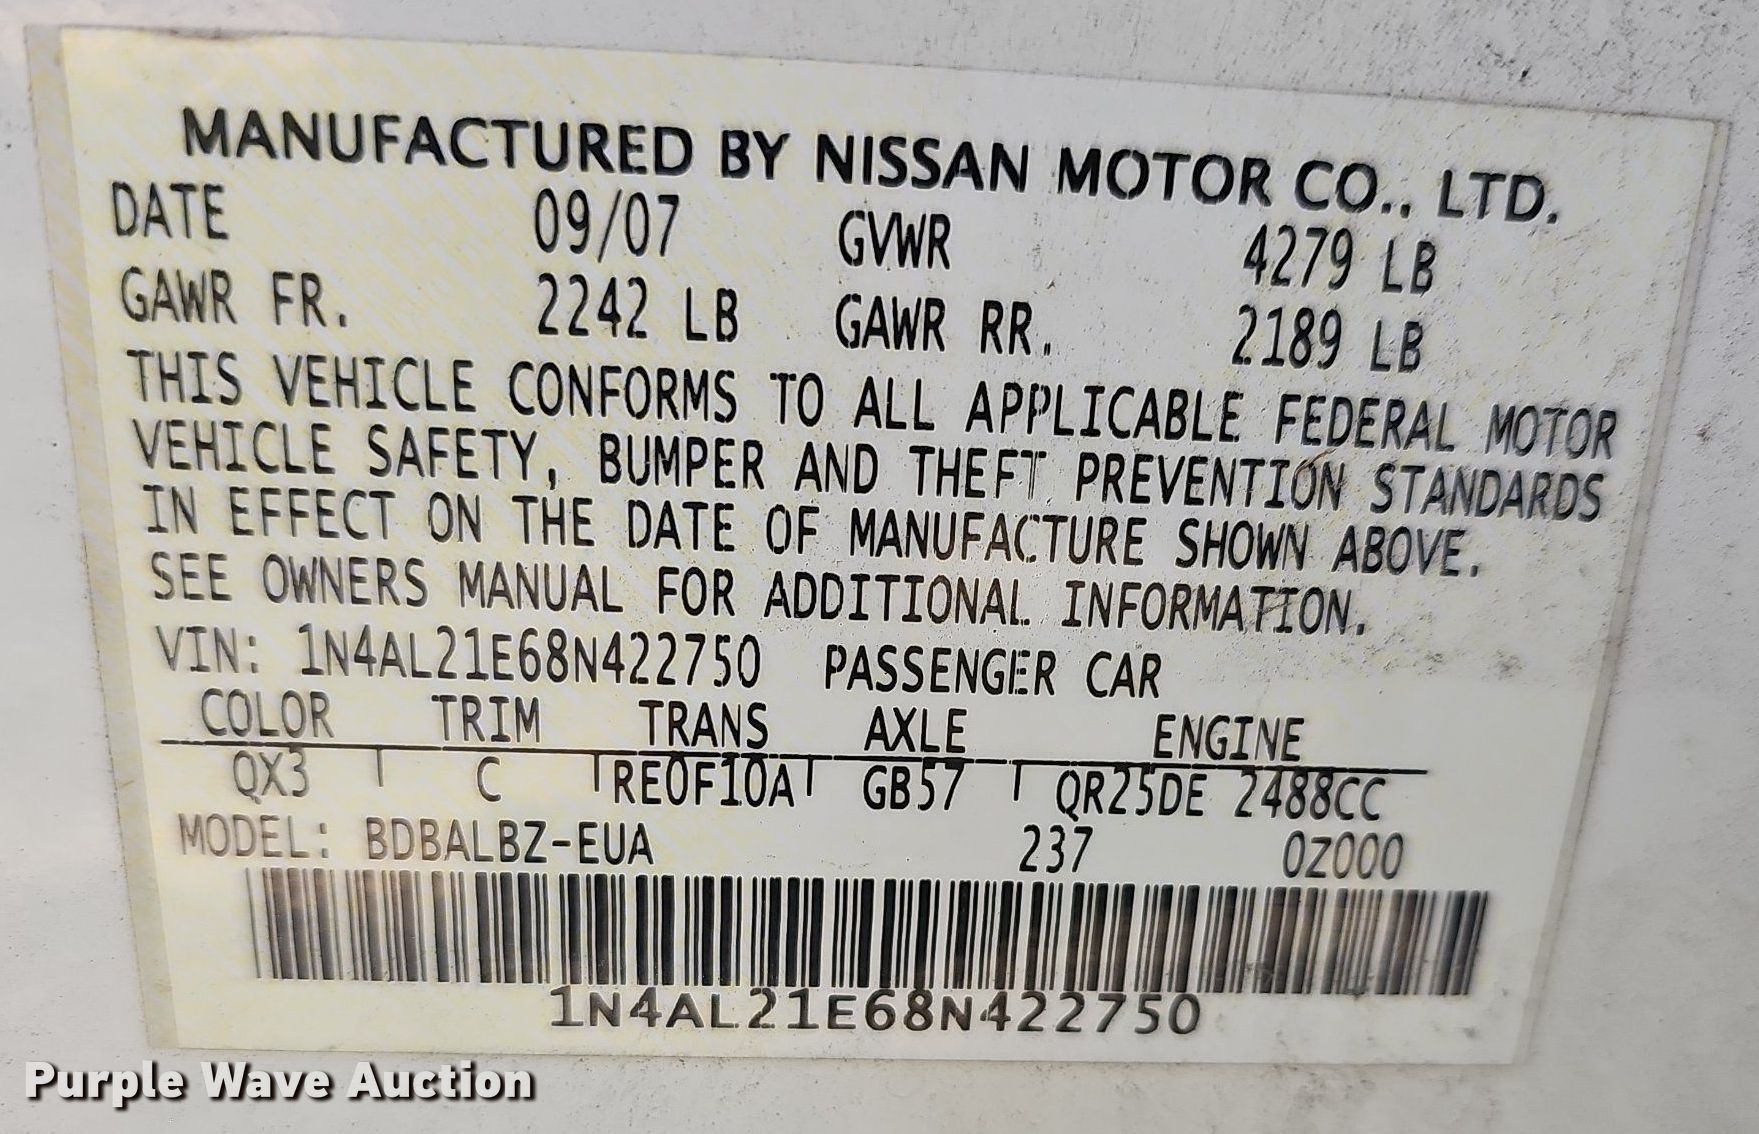 MANUFACTURED BY NISSAN MOTOR CO., LTD.
DATE 09/07 GVWR 4279 LB
GAWR FR. 2242 LB GAWR RR. 2189 LB
THIS VEHICLE CONFORMS TO ALL APPLICABLE FEDERAL MOTOR
VEHICLE SAFETY, BUMPER AND THEFT PREVENTION STANDARDS
IN EFFECT ON THE DATE OF MANUFACTURE SHOWN ABOVE.
SEE OWNERS MANUAL FOR ADDITIONAL INFORMATION.
VIN: 1N4AL21E68N422750 PASSENGER CAR
COLOR TRIM TRANS AXLE ENGINE
QX3 C RE0F10A GB57 QR25DE 2488CC
MODEL: BDBALBZ-EUA 237 0Z000
1N4AL21E68N422750
Purple Wave Auction